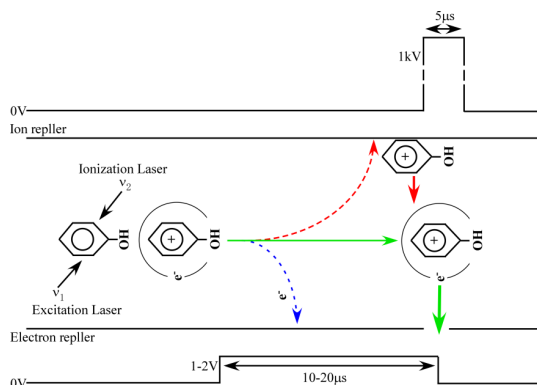 5μs
1kV
0V
Ion repller
Ionization Laser
ν2
OH
+
OH
+
OH
+
OH
e-
e-
e-
ν1
Excitation Laser
Electron repller
1-2V
10-20μs
0V